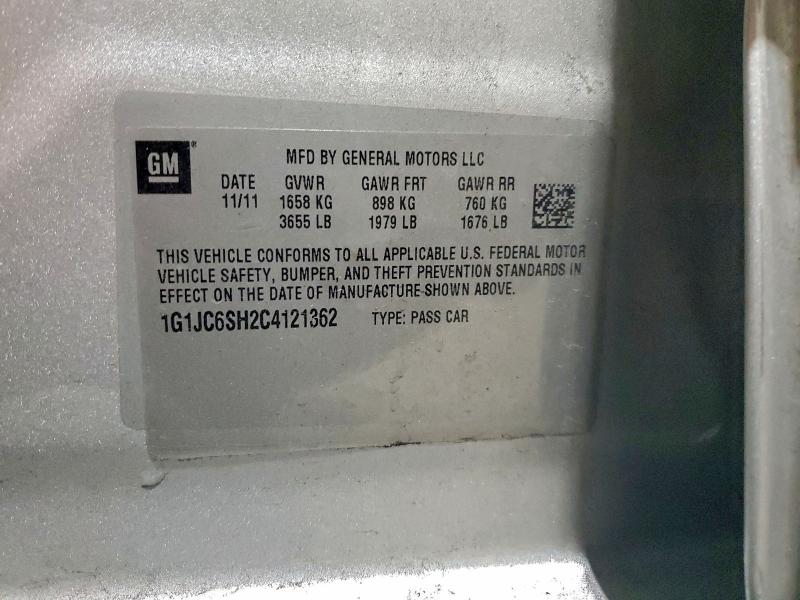 GM®
MFD BY GENERAL MOTORS LLC
DATE GVWR GAWR FRT GAWR RR
11/11 1658 KG 898 KG 760 KG
3655 LB 1979 LB 1676 LB
THIS VEHICLE CONFORMS TO ALL APPLICABLE U.S. FEDERAL MOTOR
VEHICLE SAFETY, BUMPER, AND THEFT PREVENTION STANDARDS IN
EFFECT ON THE DATE OF MANUFACTURE SHOWN ABOVE.
1G1JC6SH2C4121362 TYPE: PASS CAR